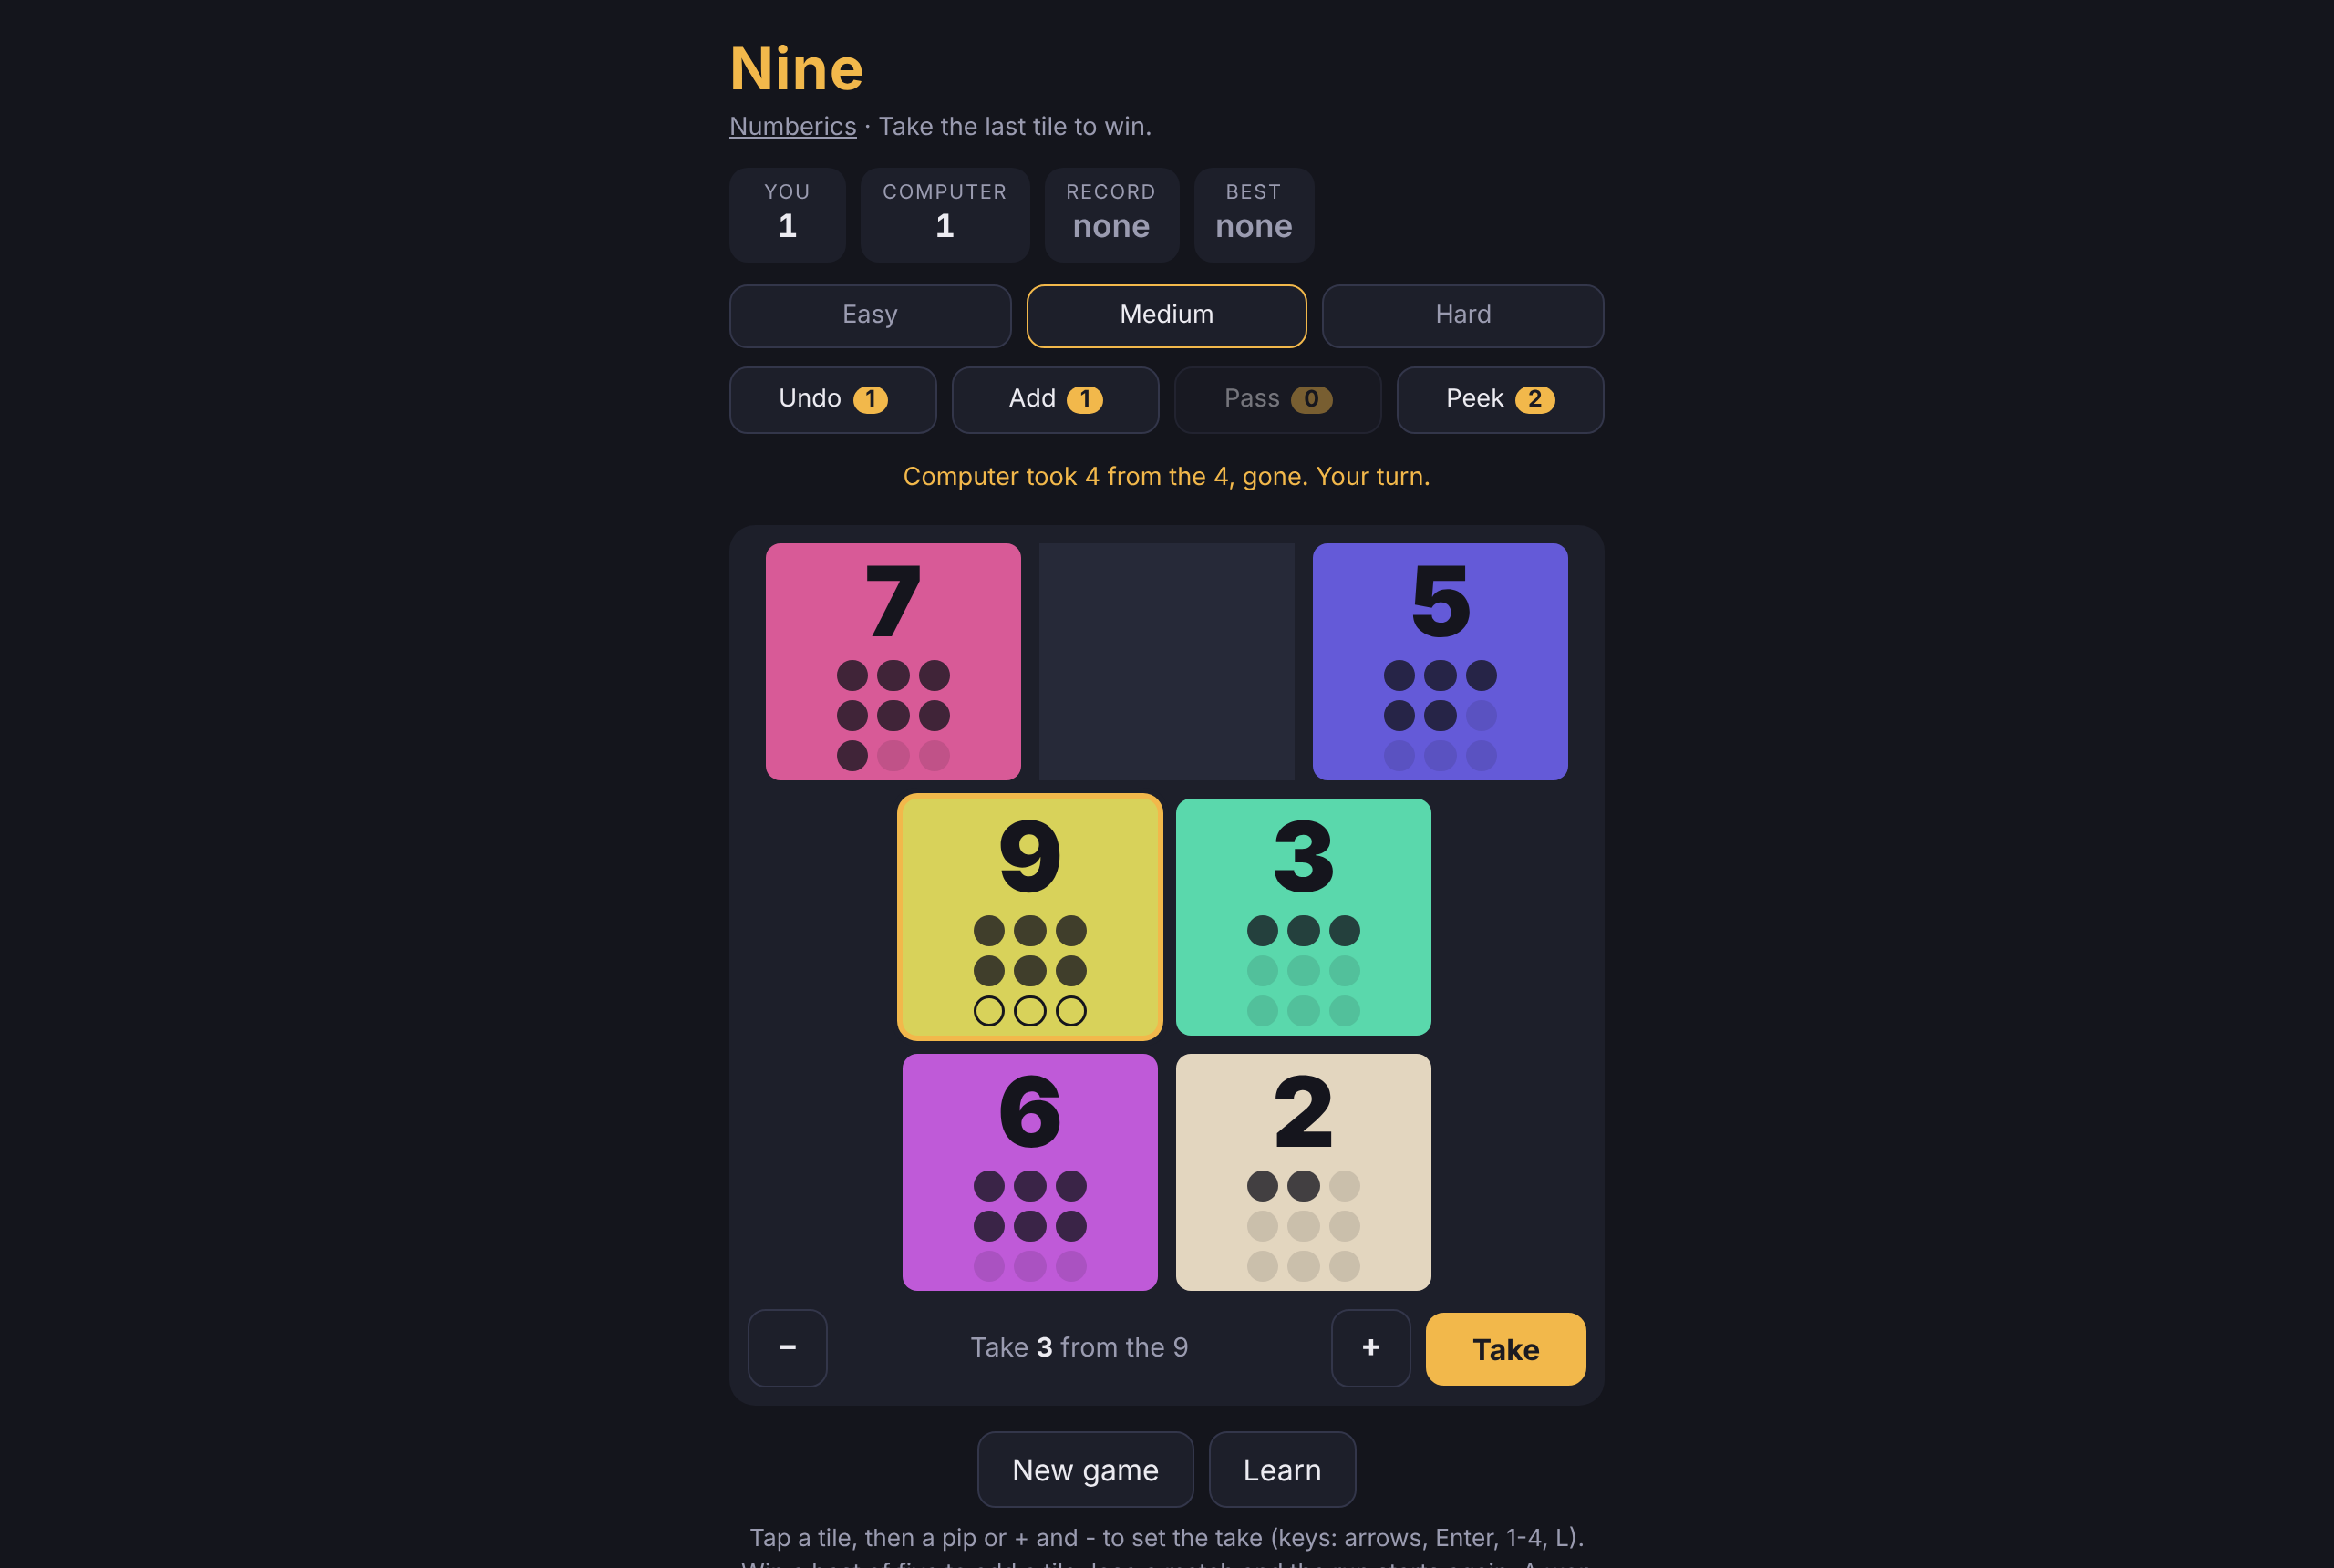 Nine
Numberics · Take the last tile to win.
YOU COMPUTER RECORD BEST
1 1 none none
Easy Medium Hard
Undo 1 Add 1 Pass 0 Peek 2
Computer took 4 from the 4, gone. Your turn.
7 5
9 3
6 2
− Take 3 from the 9 + Take
New game Learn
Tap a tile, then a pip or + and - to set the take (keys: arrows, Enter, 1-4, L).